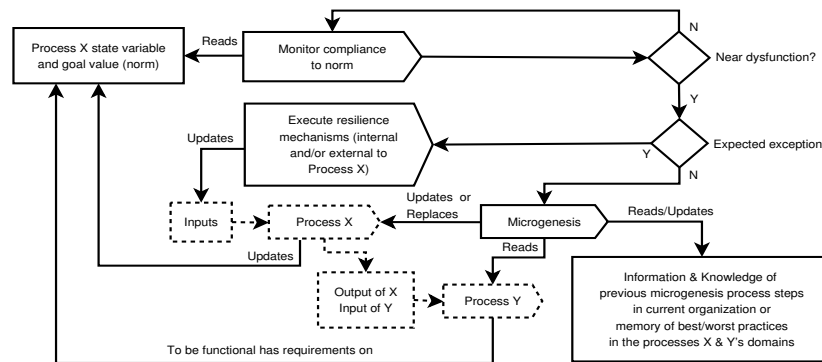 N
Process X state variable
and goal value (norm)
Reads
Monitor compliance
to norm
Near dysfunction?
Y
Execute resilience
mechanisms (internal
and/or external to
Process X)
Updates
Y
Expected exception
N
Inputs
Process X
Updates or
Replaces
Microgenesis
Reads/Updates
Updates
Reads
Output of X
Input of Y
Process Y
Information & Knowledge of
previous microgenesis process steps
in current organization or
memory of best/worst practices
in the processes X & Y's domains
To be functional has requirements on